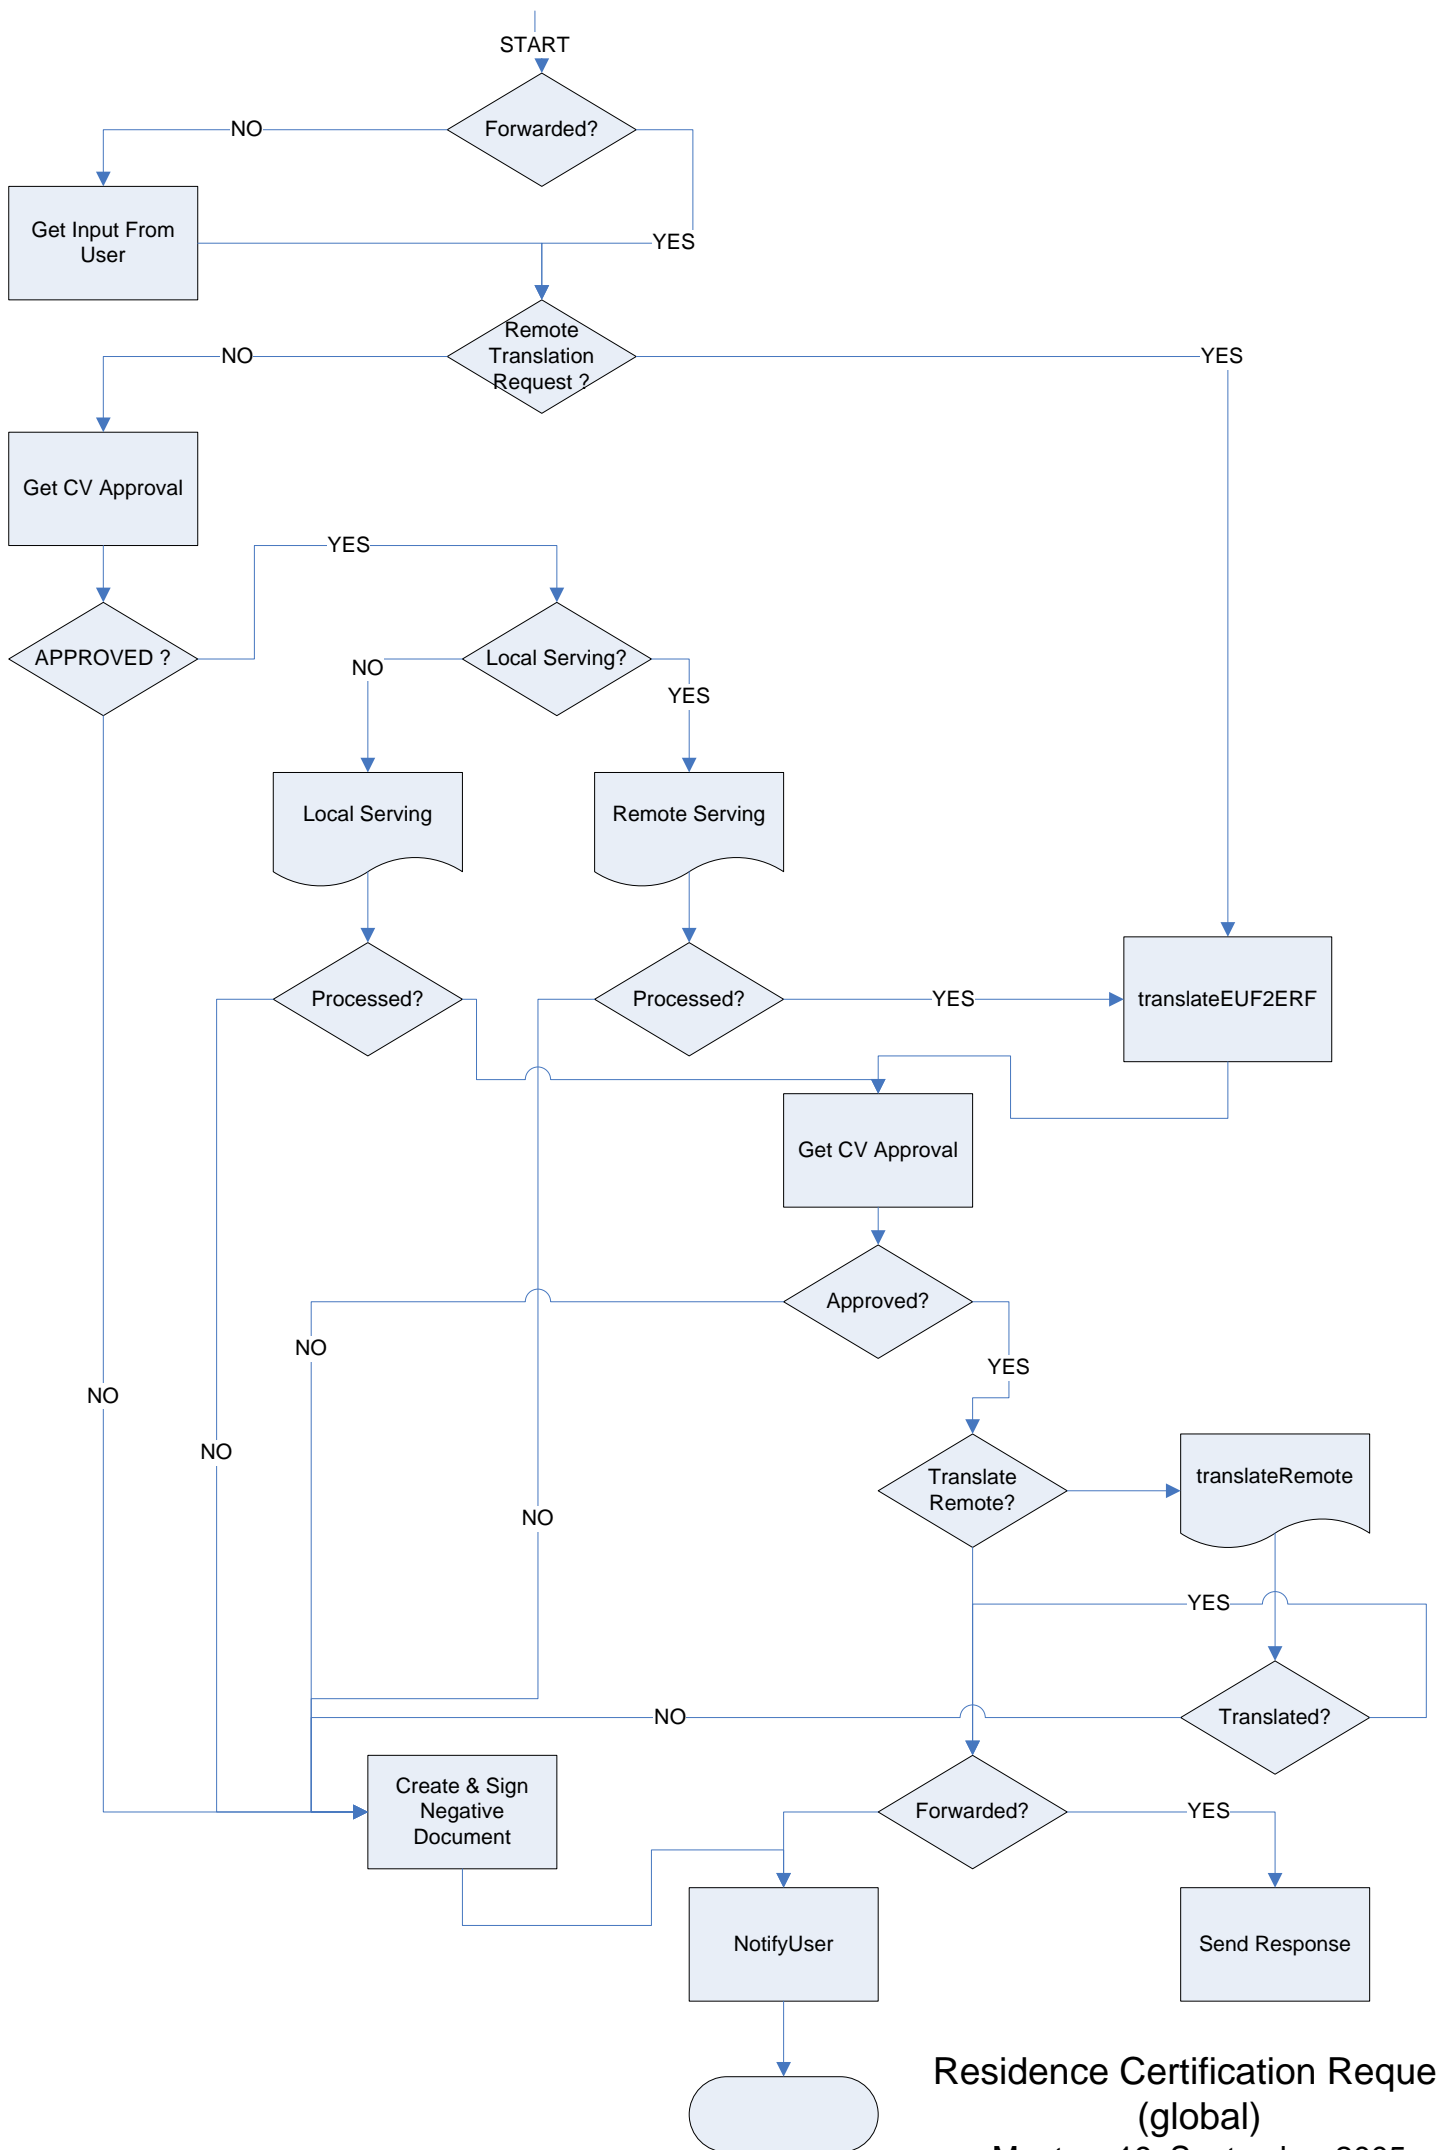 START
Forwarded?
NO
Get Input From
User
YES
Remote
Translation
Request ?
NO
YES
Get CV Approval
YES
APPROVED ?
Local Serving?
NO
YES
Local Serving
Remote Serving
Processed?
Processed?
YES
translateEUF2ERF
Get CV Approval
Approved?
NO
YES
NO
NO
Translate
Remote?
translateRemote
NO
YES
NO
Translated?
Create & Sign
Negative
Document
Forwarded?
YES
NotifyUser
Send Response
Residence Certification Reque
(global)